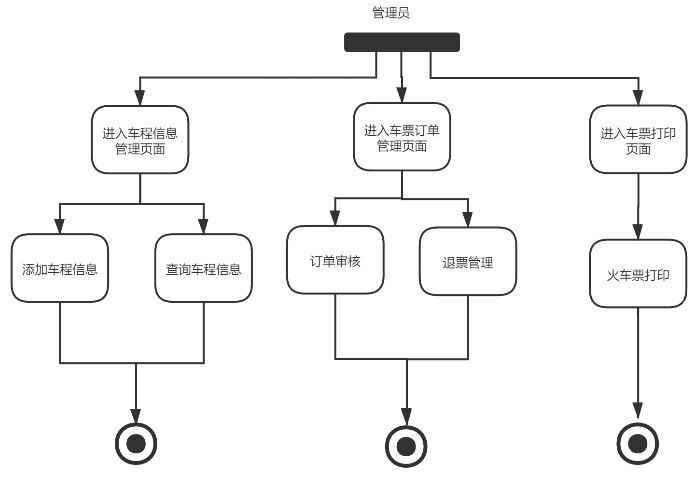 管理员
进入车程信息
管理页面
进入车票订单
管理页面
进入车票打印
页面
添加车程信息
查询车程信息
订单审核
退票管理
火车票打印